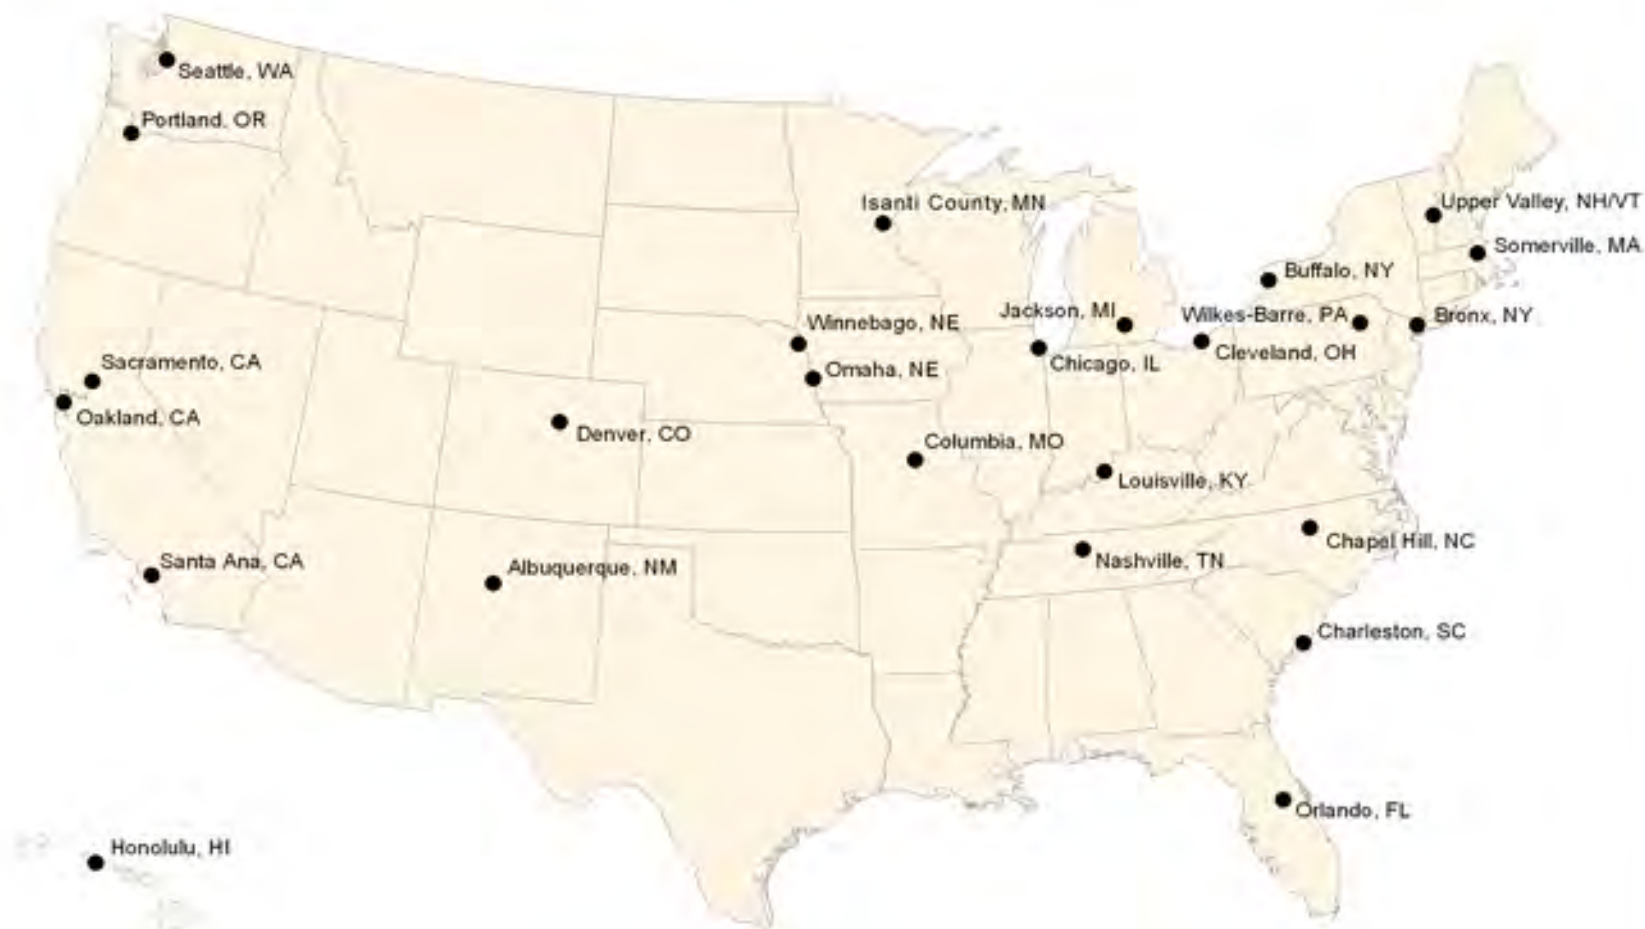 Seattle, WA
Portland, OR
Isanti County, MN
Upper Valley, NH/VT
Somerville, MA
Buffalo, NY
Jackson, MI
Wilkes-Barre, PA
Bronx, NY
Winnebago, NE
Cleveland, OH
Chicago, IL
Sacramento, CA
Omaha, NE
Oakland, CA
Denver, CO
Columbia, MO
Louisville, KY
Chapel Hill, NC
Santa Ana, CA
Albuquerque, NM
Nashville, TN
Charleston, SC
Orlando, FL
Honolulu, HI